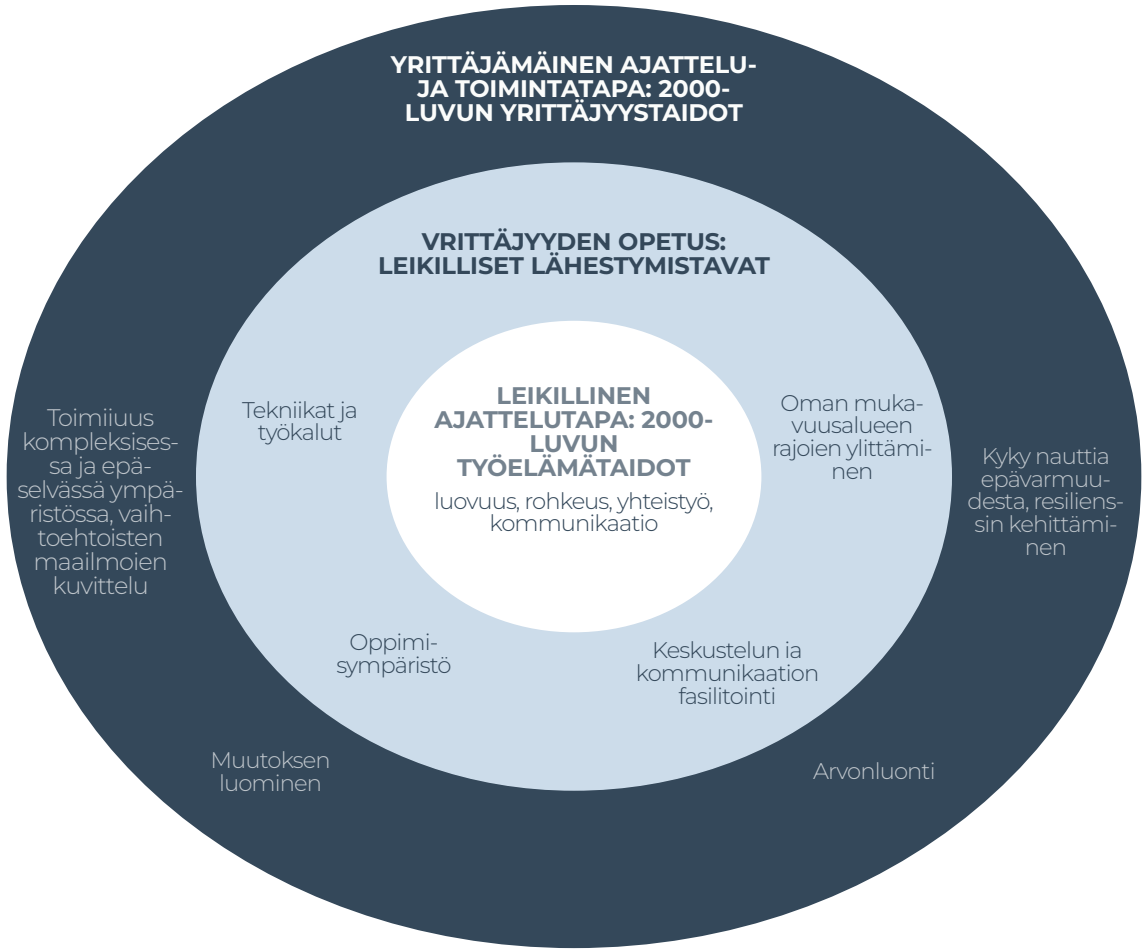 YRITTÄJÄMÄINEN AJATTELU-
JA TOIMINTATAPA: 2000-
LUVUN YRITTÄJYYSTAIDOT
VRITTÄJYYDEN OPETUS:
LEIKILLISET LÄHESTYMISTAVAT
LEIKILLINEN
AJATTELUTAPA: 2000-
LUVUN
TYÖELÄMÄTAIDOT
luovuus, rohkeus, yhteistyö,
kommunikaatio
Toimiiuus
kompleksises-
sa ja epä-
selvässä ympä-
ristössa, vaih-
toehtoisten
maailmoien
kuvittelu
Tekniikat ja
työkalut
Oman muka-
vuusalueen
rajoien ylittämi-
nen
Kyky nauttia
epävarmuu-
desta, resiliens-
sin kehittämi-
nen
Oppimi-
sympäristö
Keskustelun ia
kommunikaation
fasilitointi
Muutoksen
luominen
Arvonluonti